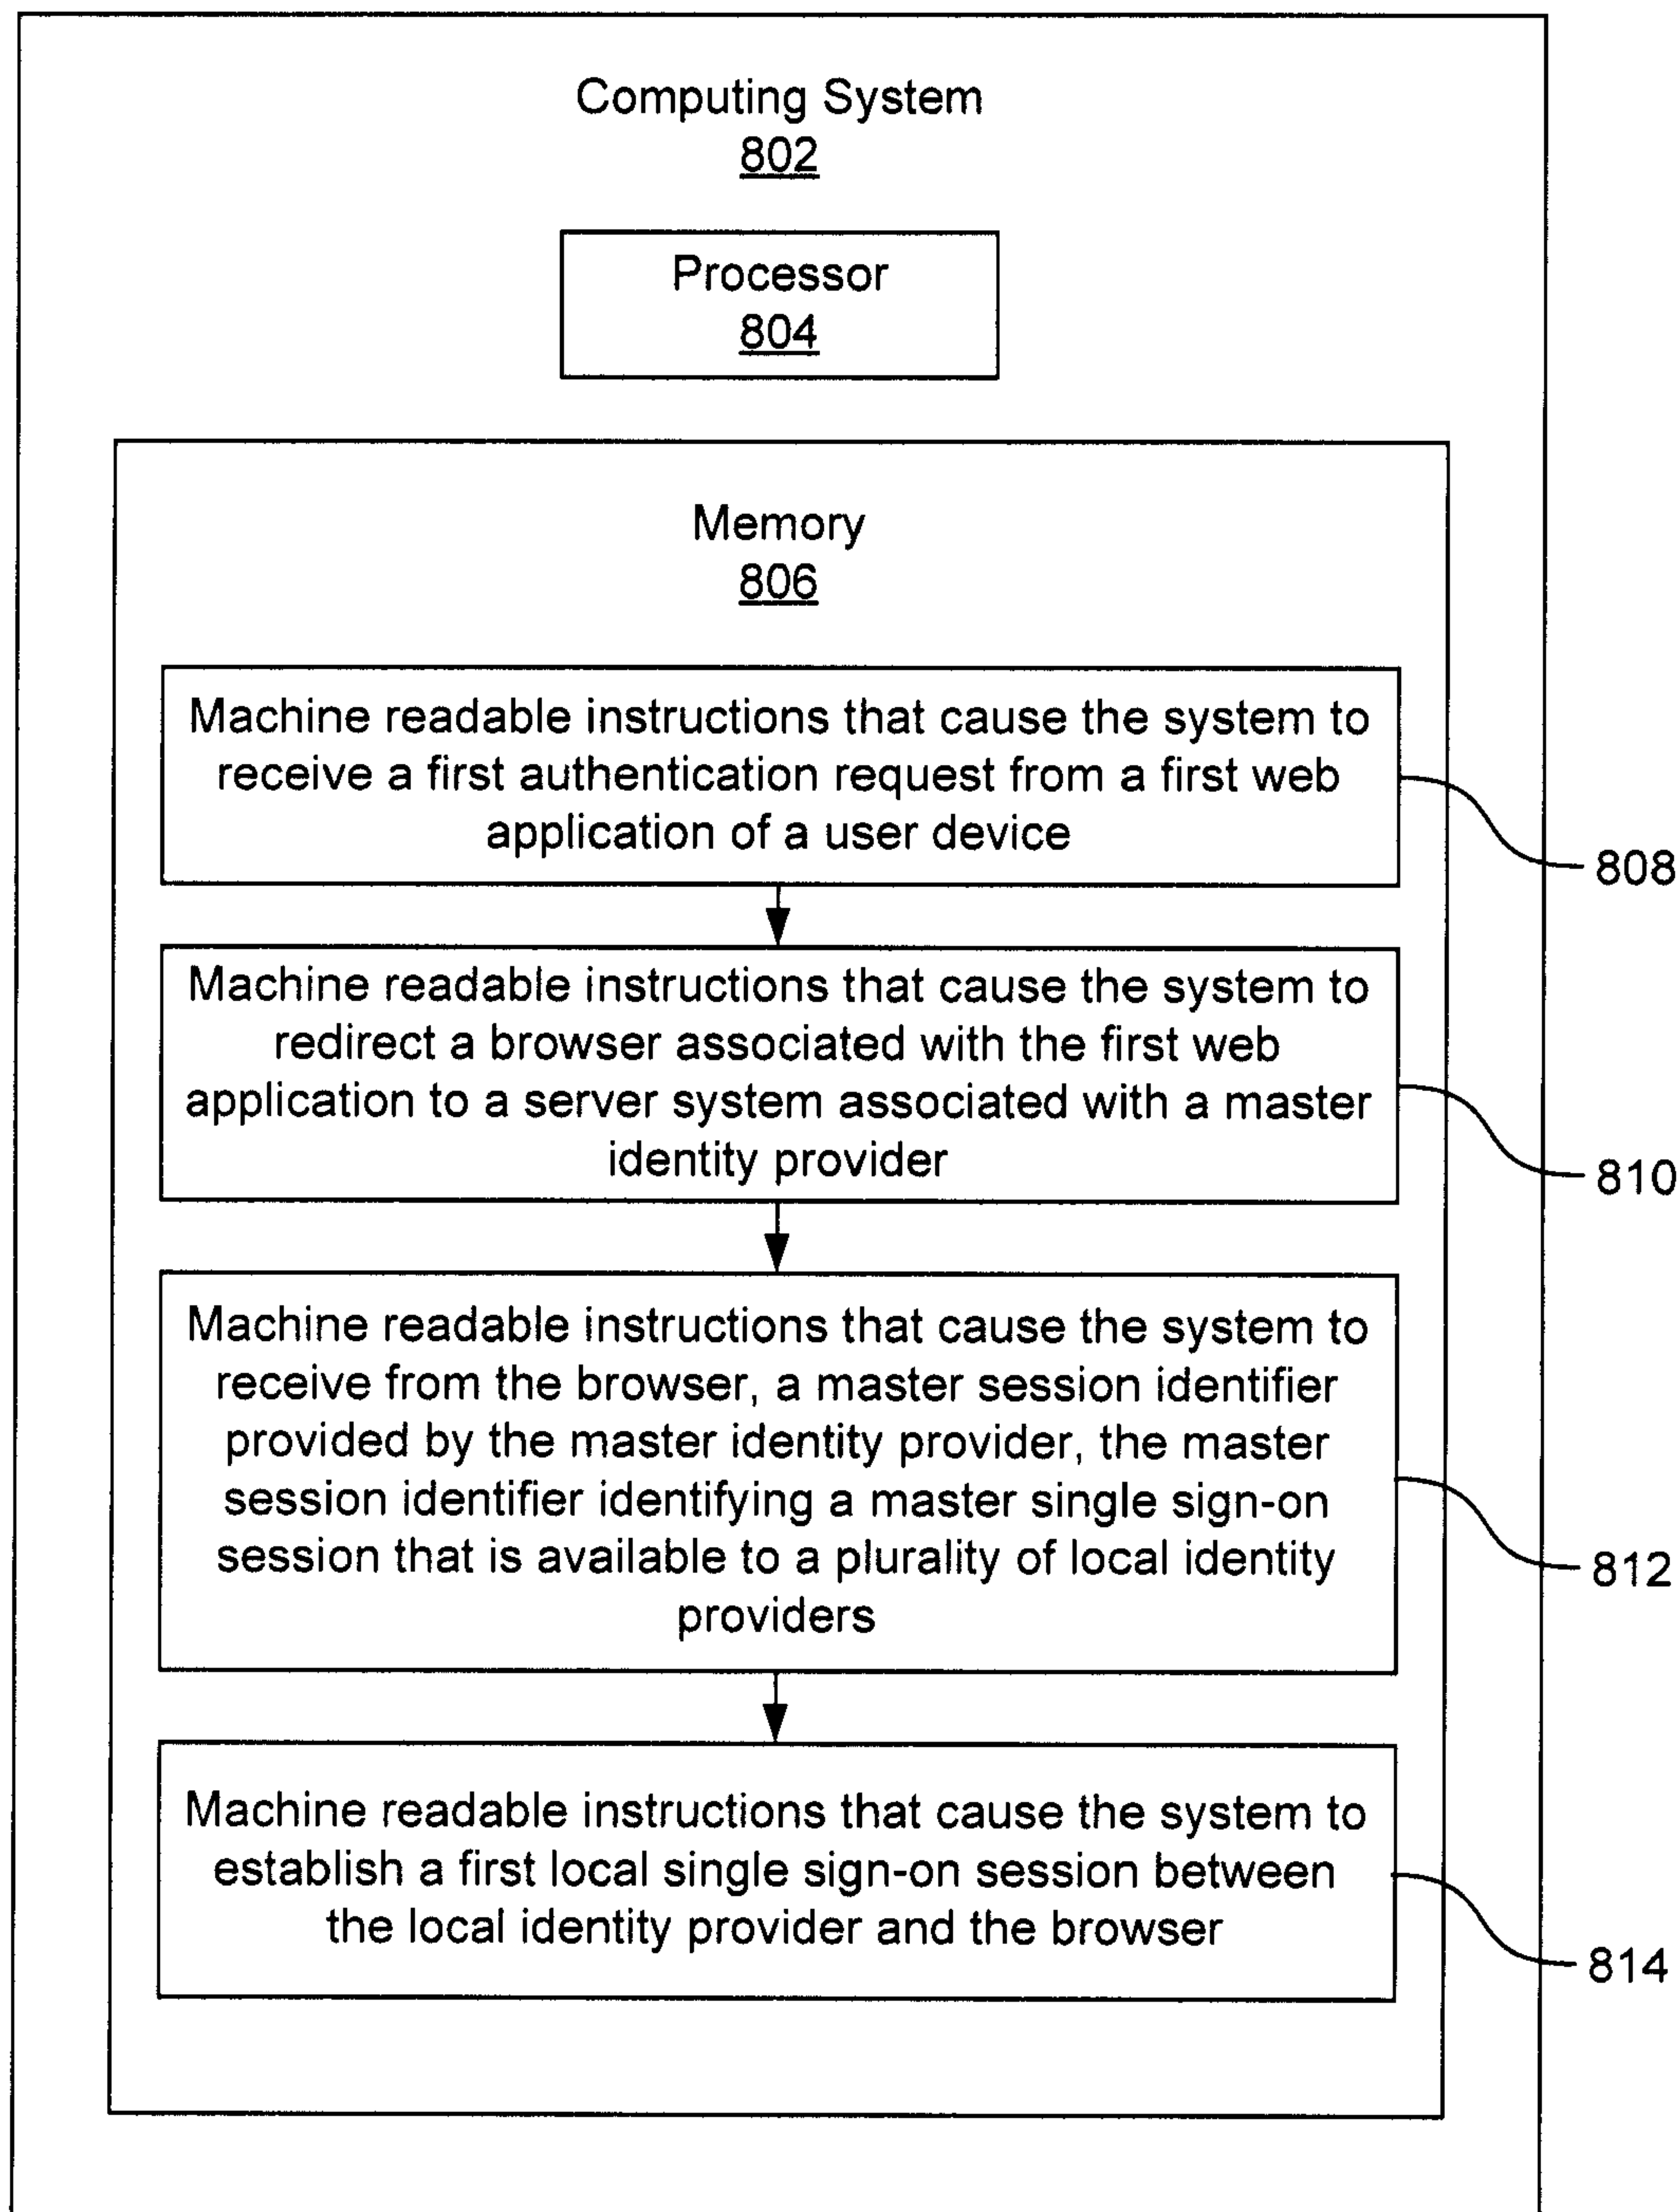 Computing System
802
Processor
804
Memory
806
Machine readable instructions that cause the system to
receive a first authentication request from a first web
application of a user device
808
Machine readable instructions that cause the system to
redirect a browser associated with the first web
application to a server system associated with a master
identity provider
810
Machine readable instructions that cause the system to
receive from the browser, a master session identifier
provided by the master identity provider, the master
session identifier identifying a master single sign-on
session that is available to a plurality of local identity
providers
812
Machine readable instructions that cause the system to
establish a first local single sign-on session between
the local identity provider and the browser
814